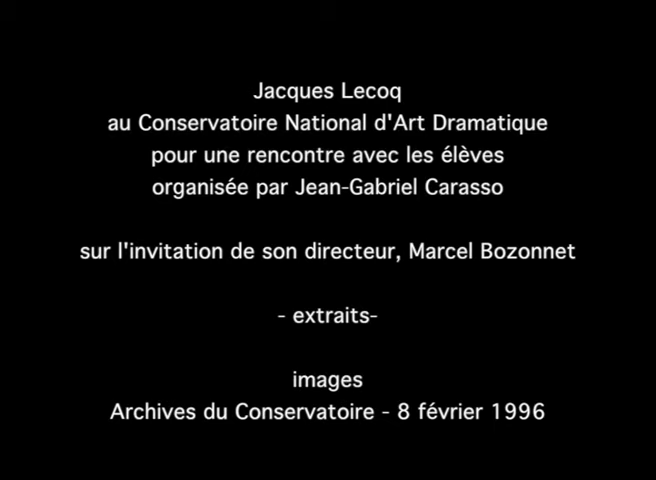 Jacques Lecoq
au Conservatoire National d'Art Dramatique
pour une rencontre avec les élèves
organisée par Jean-Gabriel Carasso
sur l'invitation de son directeur, Marcel Bozonnet
- extraits-
images
Archives du Conservatoire - 8 février 1996